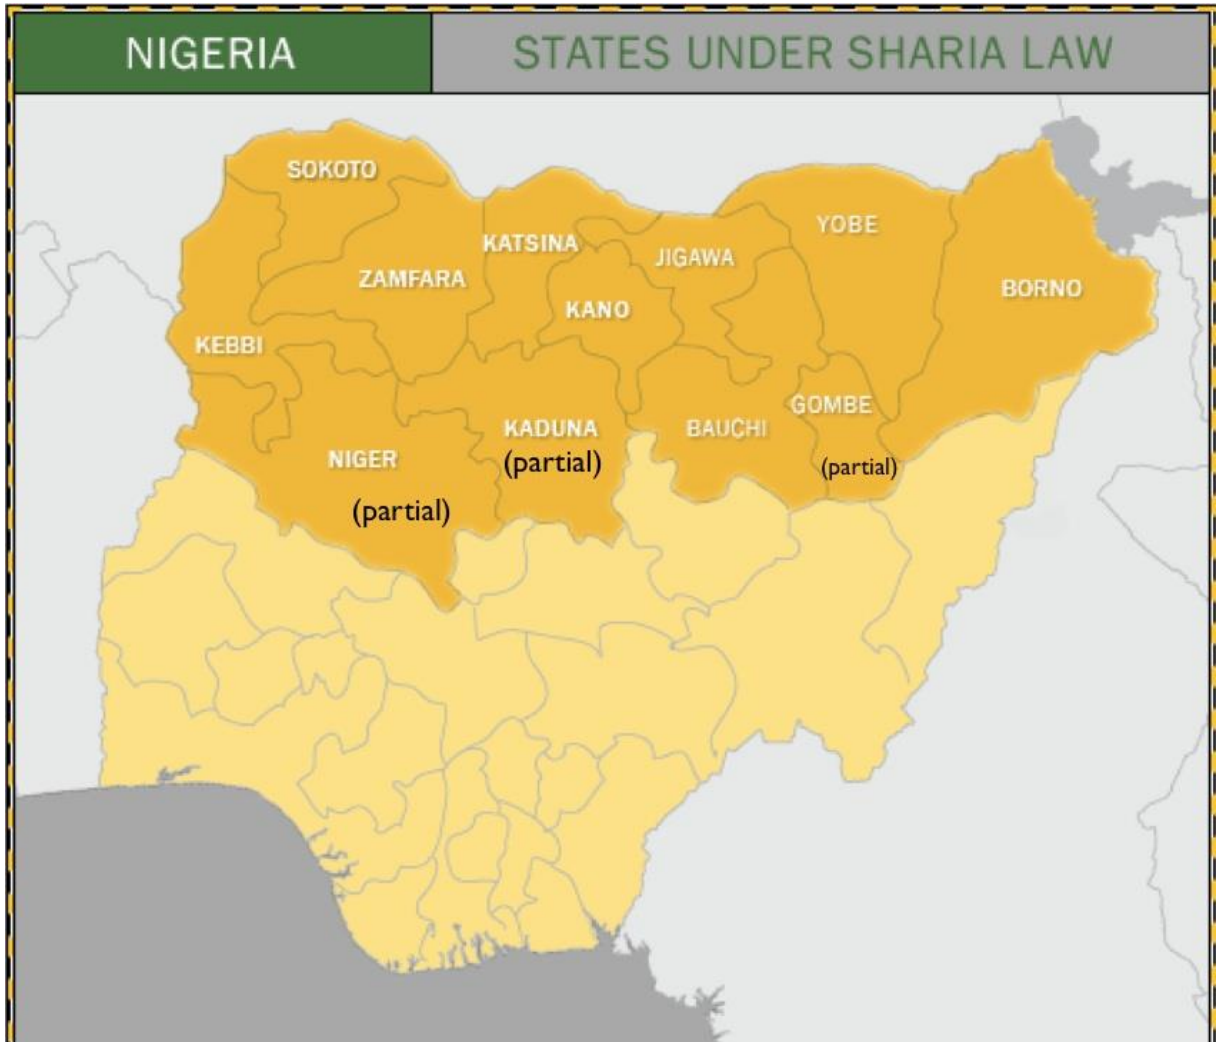 NIGERIA
STATES UNDER SHARIA LAW
SOKOTO
YOBE
KATSINA
JIGAWA
ZAMFARA
BORNO
KANO
KEBBI
GOMBE
KADUNA
BAUCHI
NIGER
(partial)
(partial)
(partial)